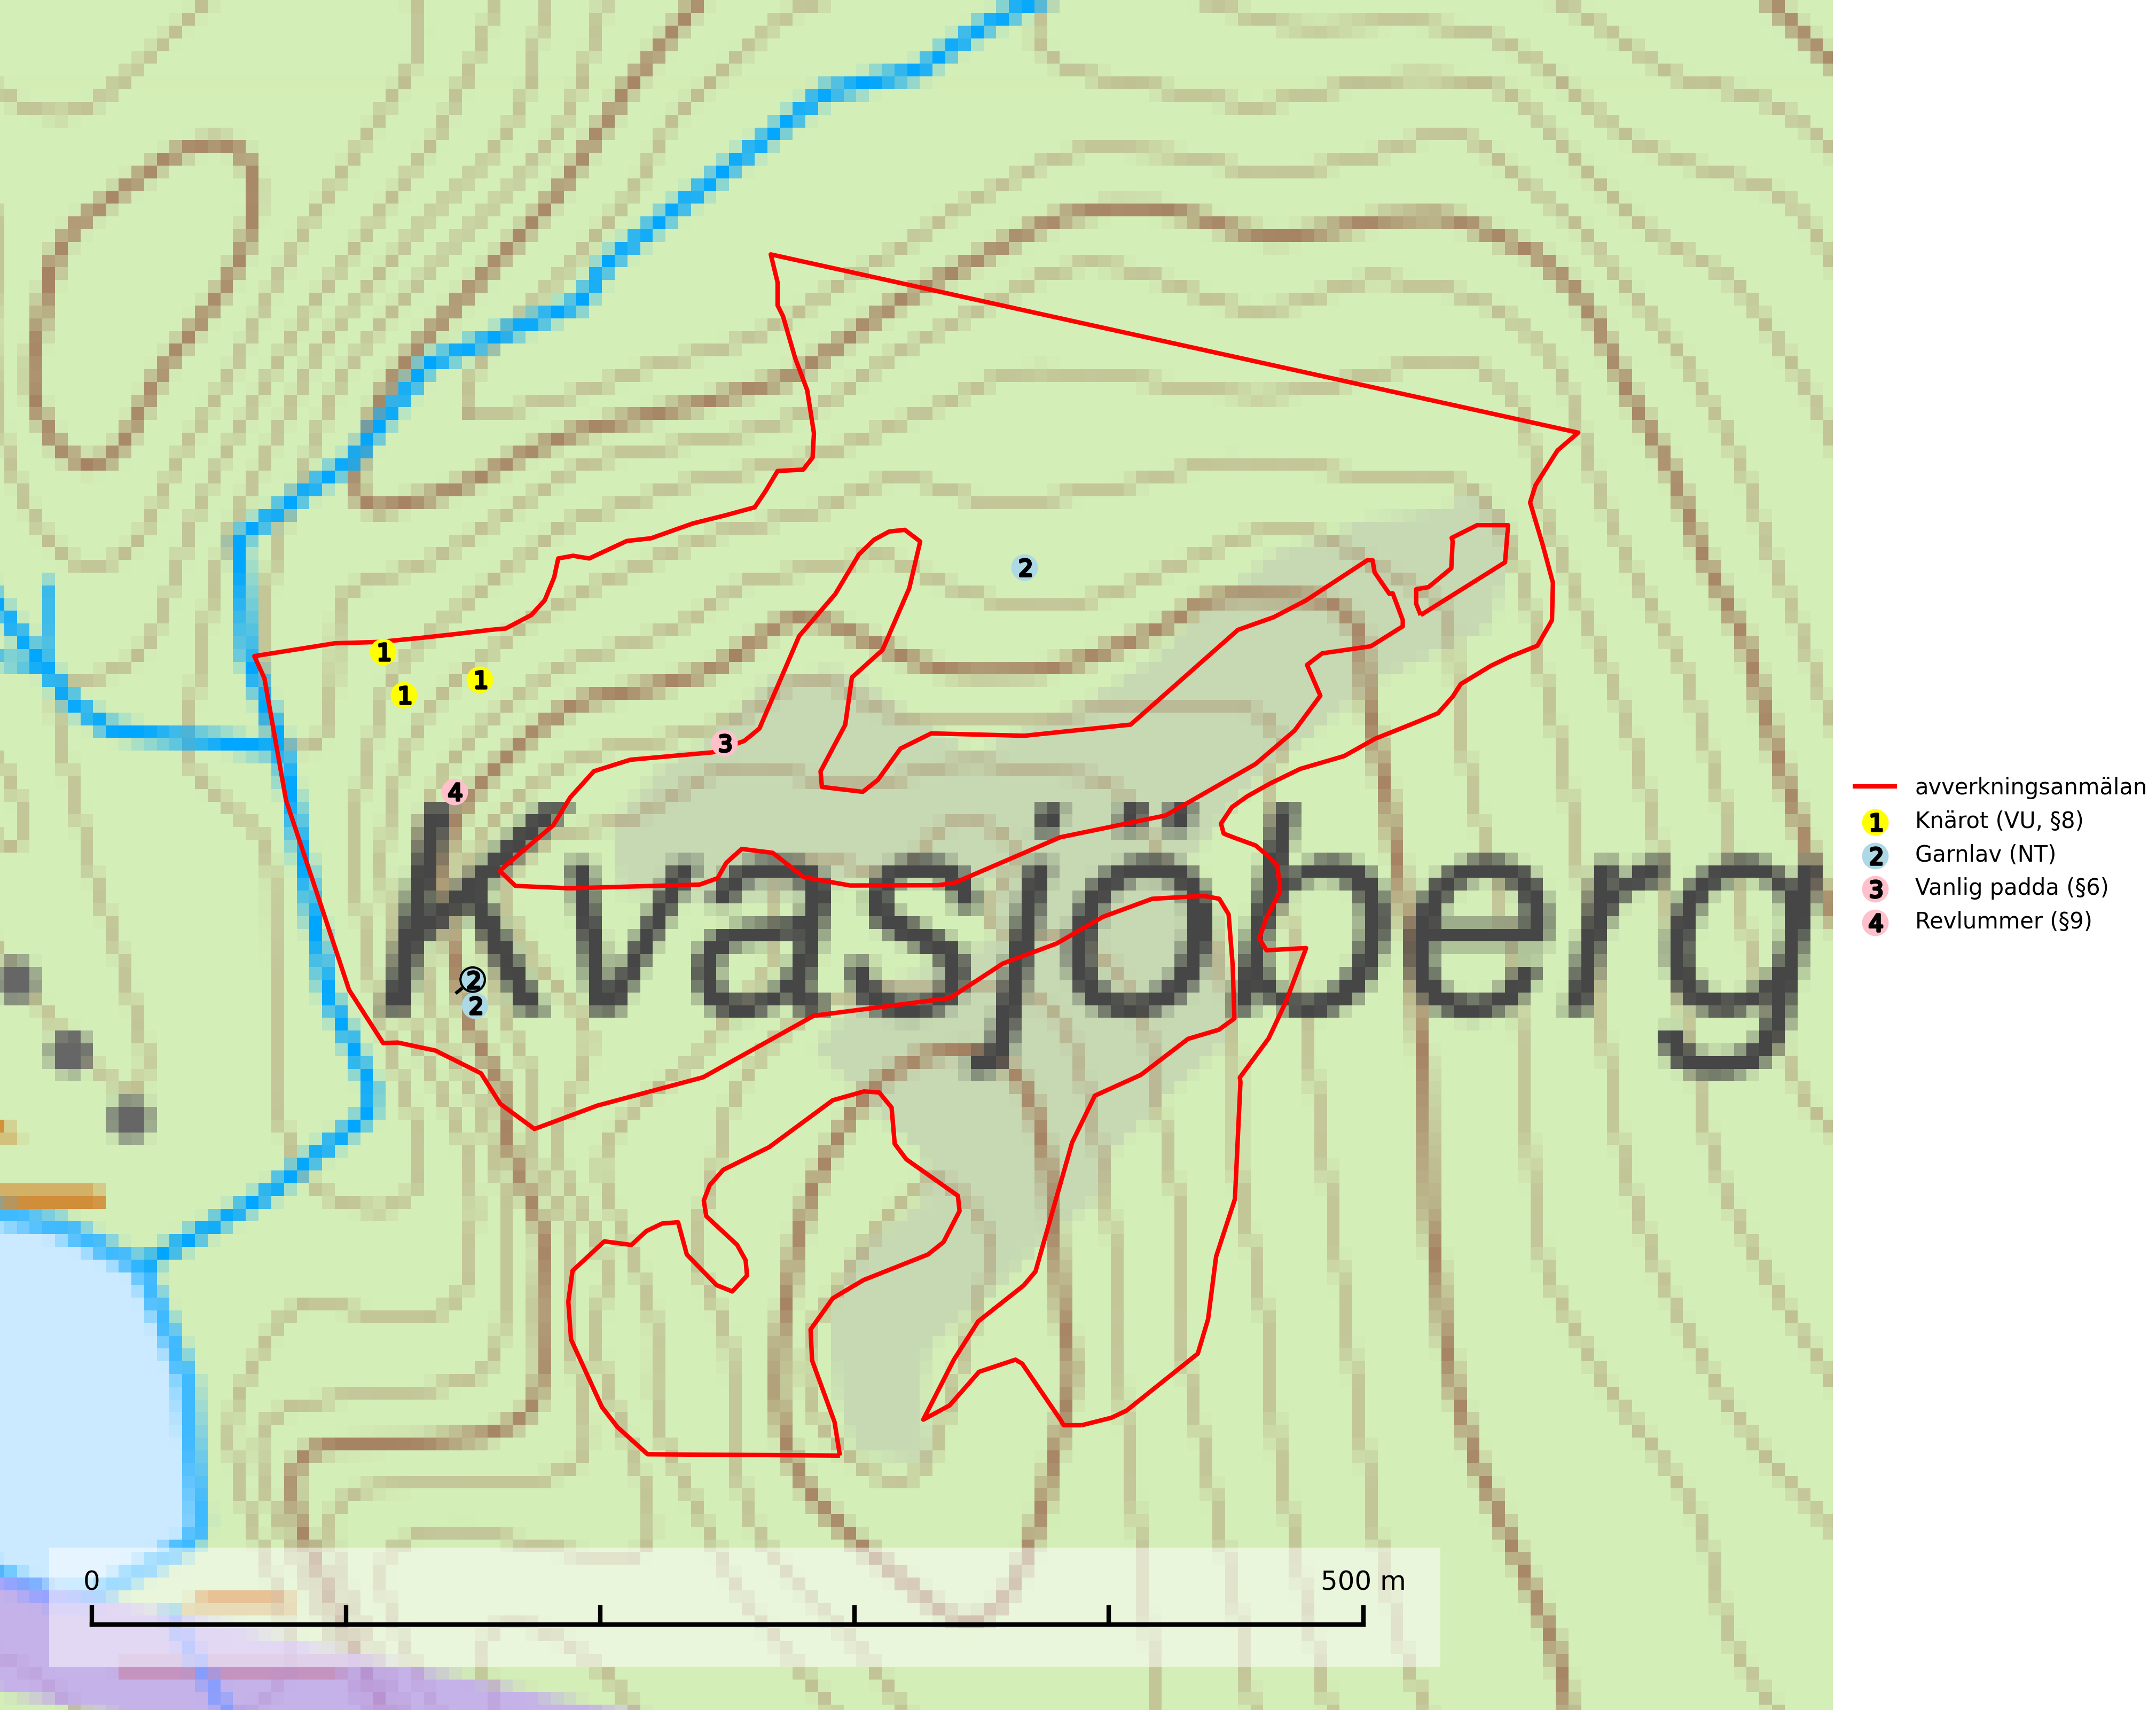 2
1
1
1
3
4
Kvasjöberg
2
2
0 500 m
avverkningsanmälan
1 Knärot (VU, §8)
2 Garnlav (NT)
3 Vanlig padda (§6)
4 Revlummer (§9)